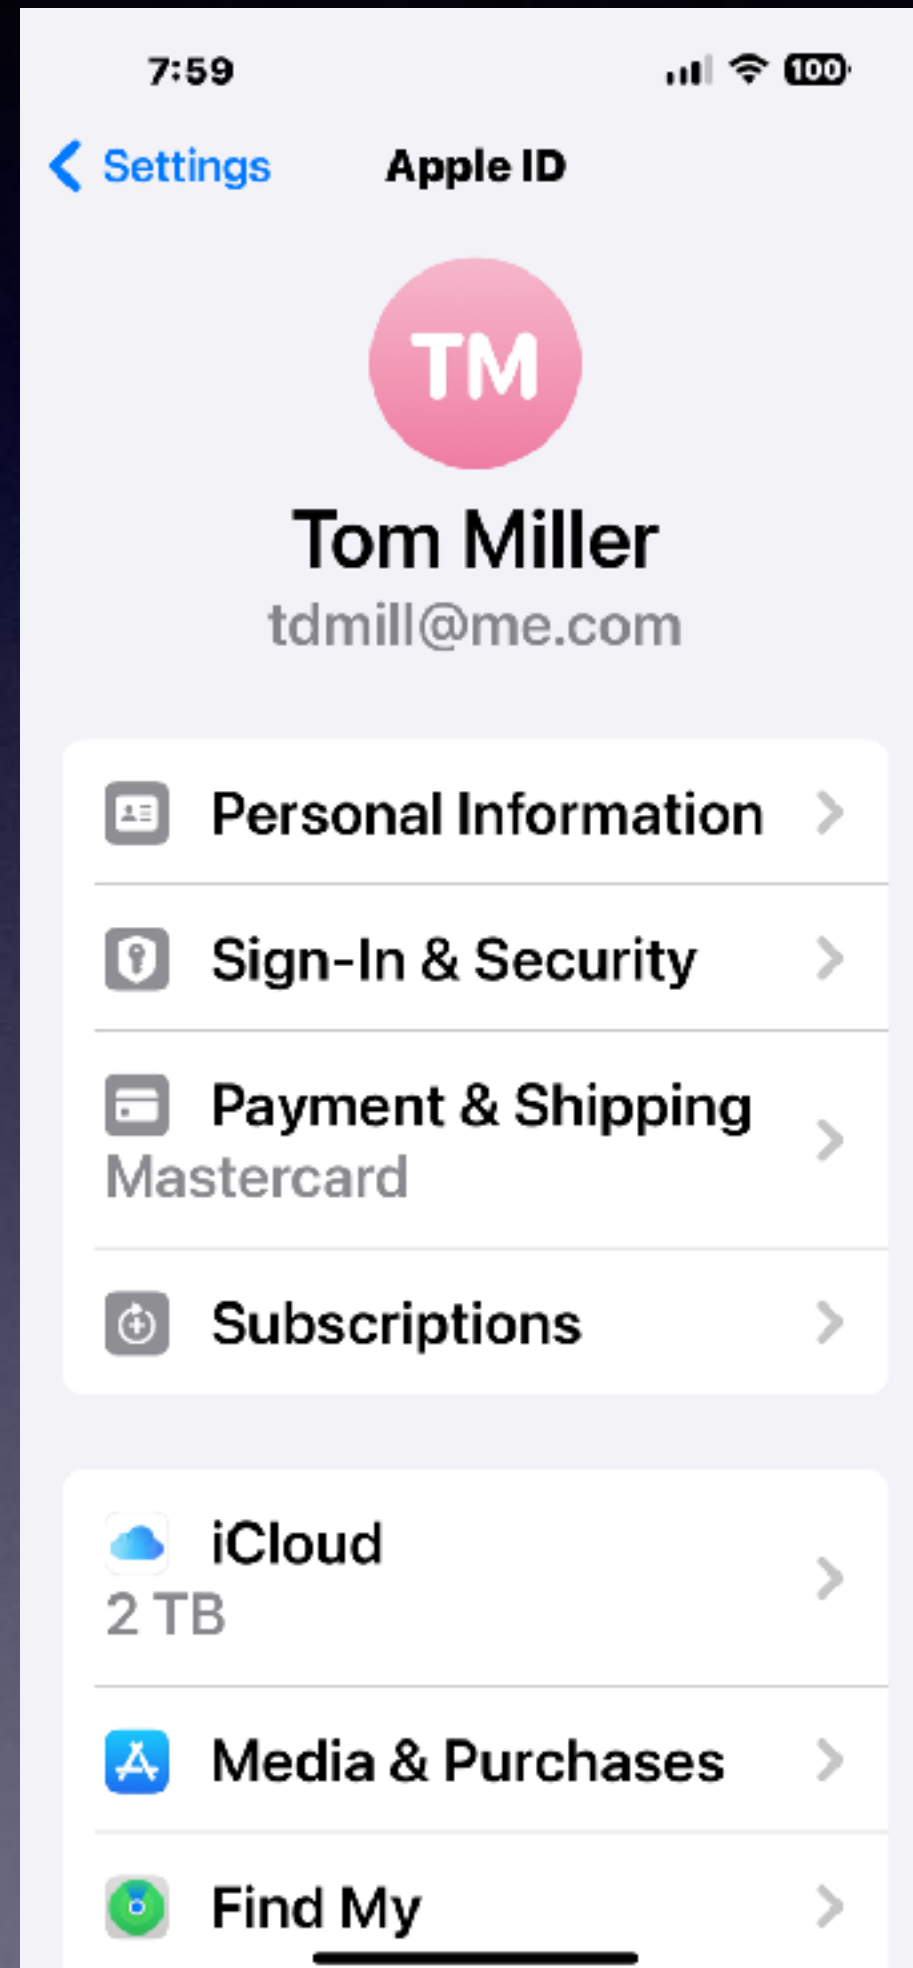 7:59
100
Settings
Apple ID
TM
Tom Miller
tdmill@me.com
Personal Information
Sign-In & Security
Payment & Shipping
Mastercard
Subscriptions
iCloud
2 TB
Media & Purchases
Find My